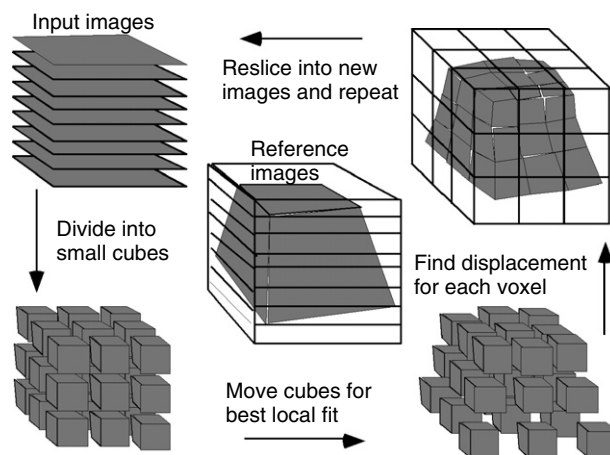 Input images
Reslice into new
images and repeat
Reference
images
Divide into
small cubes
Find displacement
for each voxel
Move cubes for
best local fit